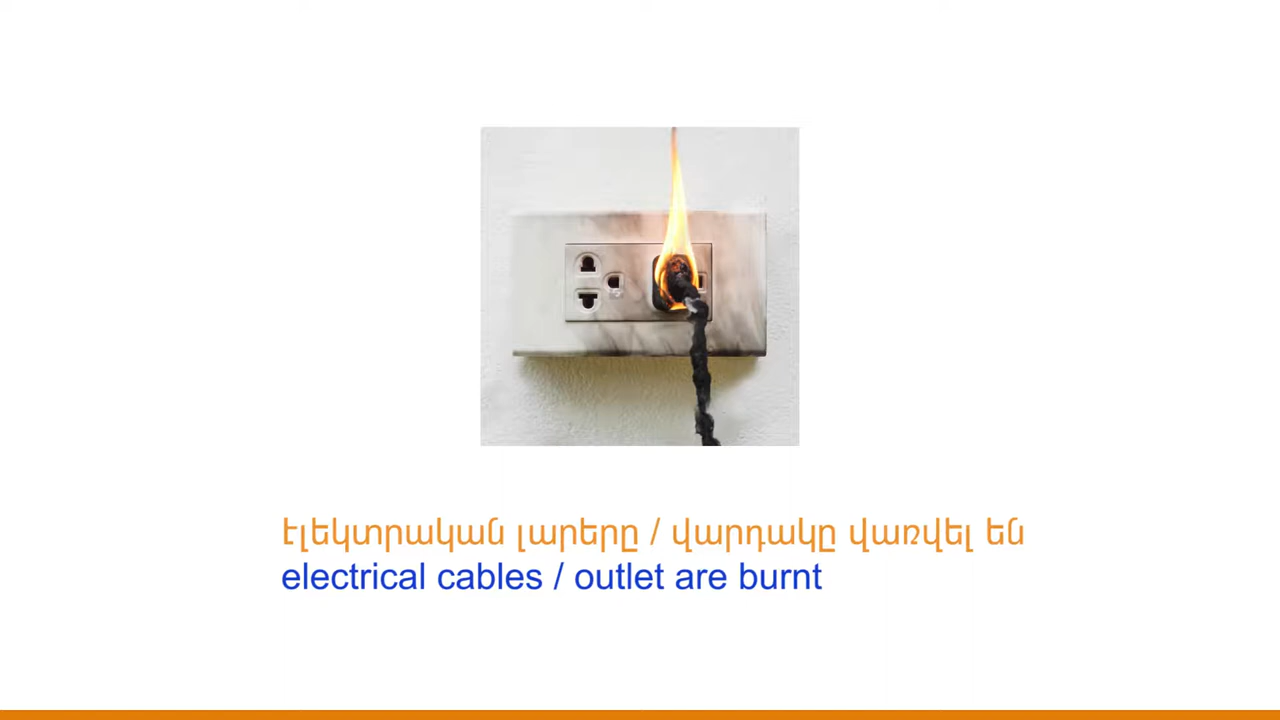 էլեկտրական լարերը / վարդակը վառվել են
electrical cables / outlet are burnt